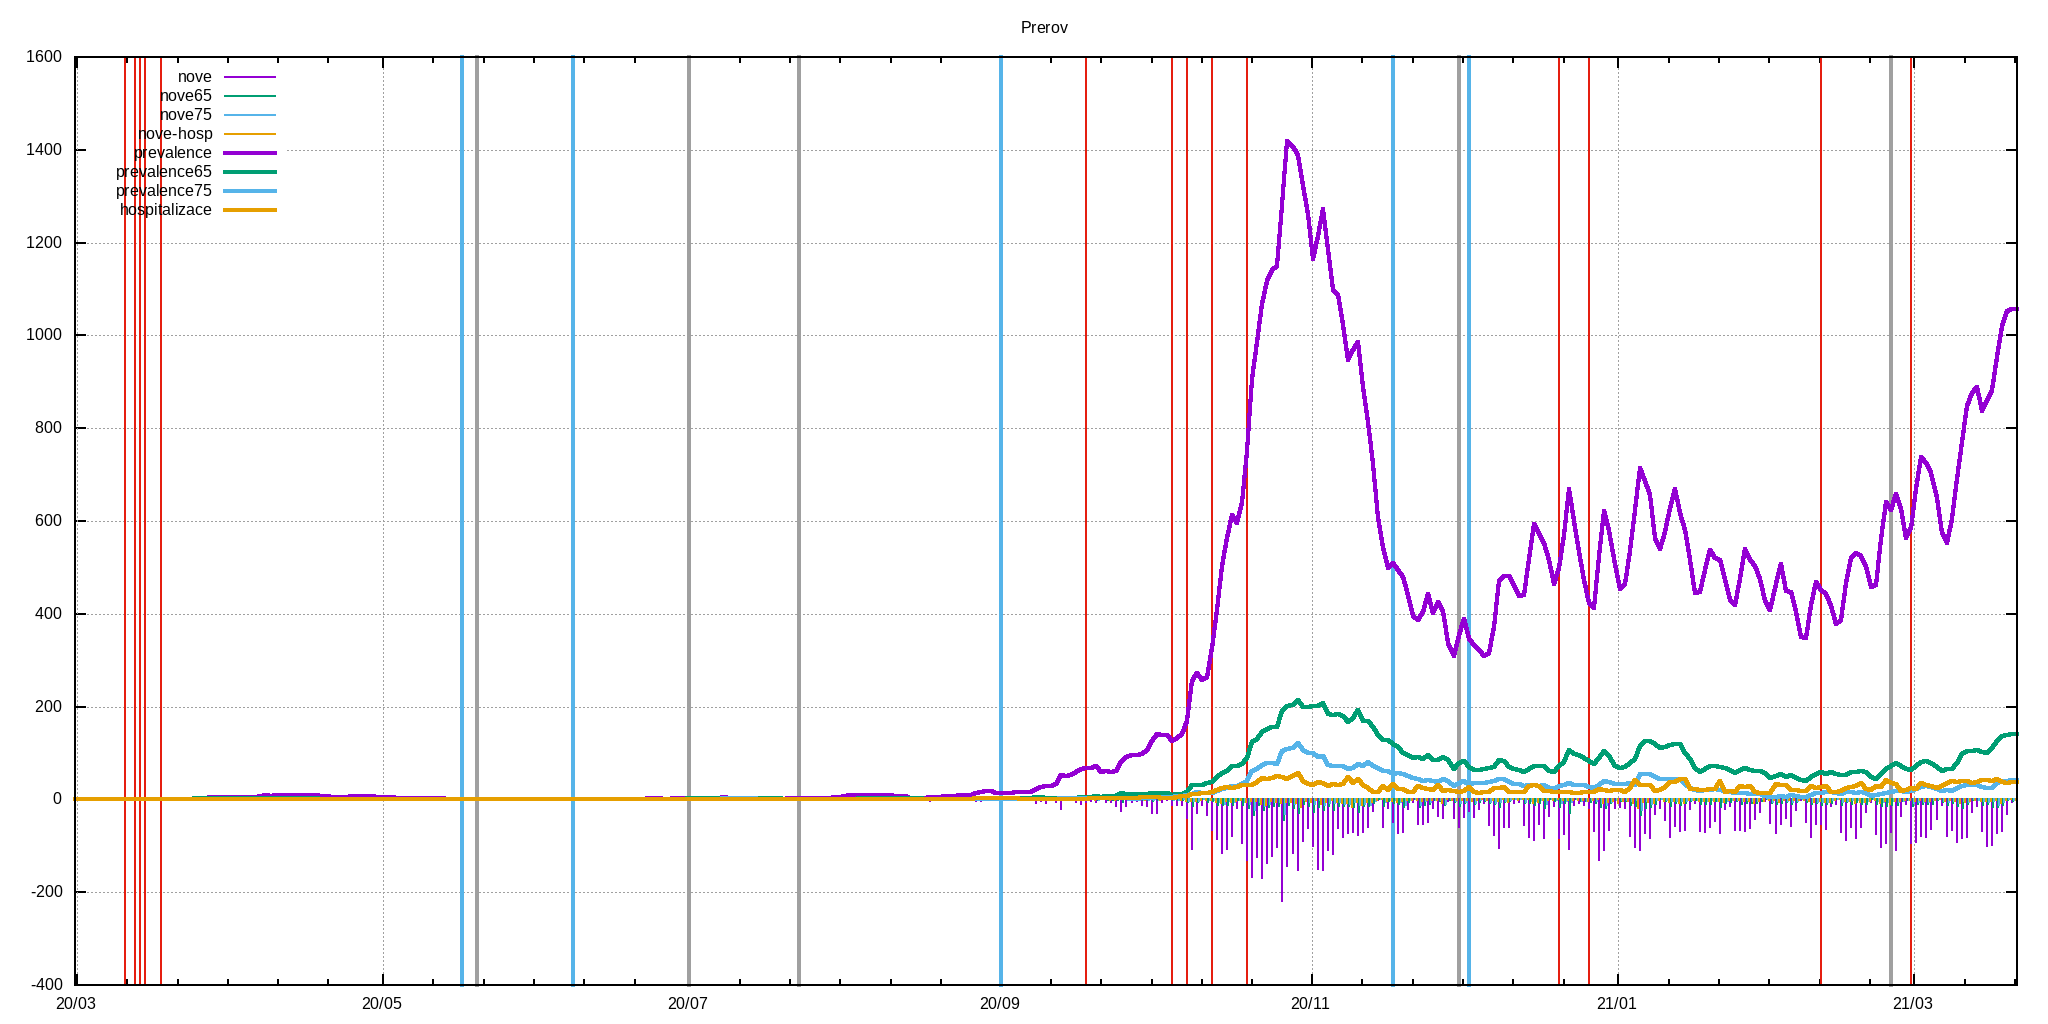 Prerov
1600
nove
nove65
nove75
nove-hosp
1400
prevalence
prevalence65
prevalence75
hospitalizace
1200
1000
800
600
400
200
0
-200
-400
20/03 20/05 20/07 20/09 20/11 21/01 21/03